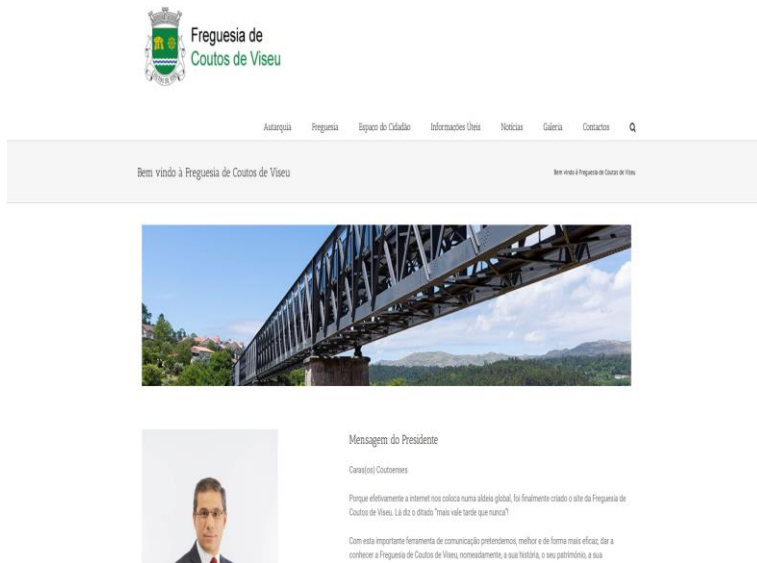 Freguesia de
Coutos de Viseu
Autarquia Freguesia Espaço do Cidadão Informações Úteis Notícias Galeria Contactos
Bem vindo à Freguesia de Coutos de Viseu
Bem vindo à Freguesia de Coutos de Viseu
Mensagem do Presidente
Caras(os) Coutoenses
Porque efetivamente a internet nos coloca numa aldeia global, foi finalmente criado o site da Freguesia de
Coutos de Viseu. Lá diz o ditado "mais vale tarde que nunca"!
Com esta importante ferramenta de comunicação pretendemos, melhor e de forma mais eficaz, dar a
conhecer a Freguesia de Coutos de Viseu, nomeadamente, a sua história, o seu património, a sua